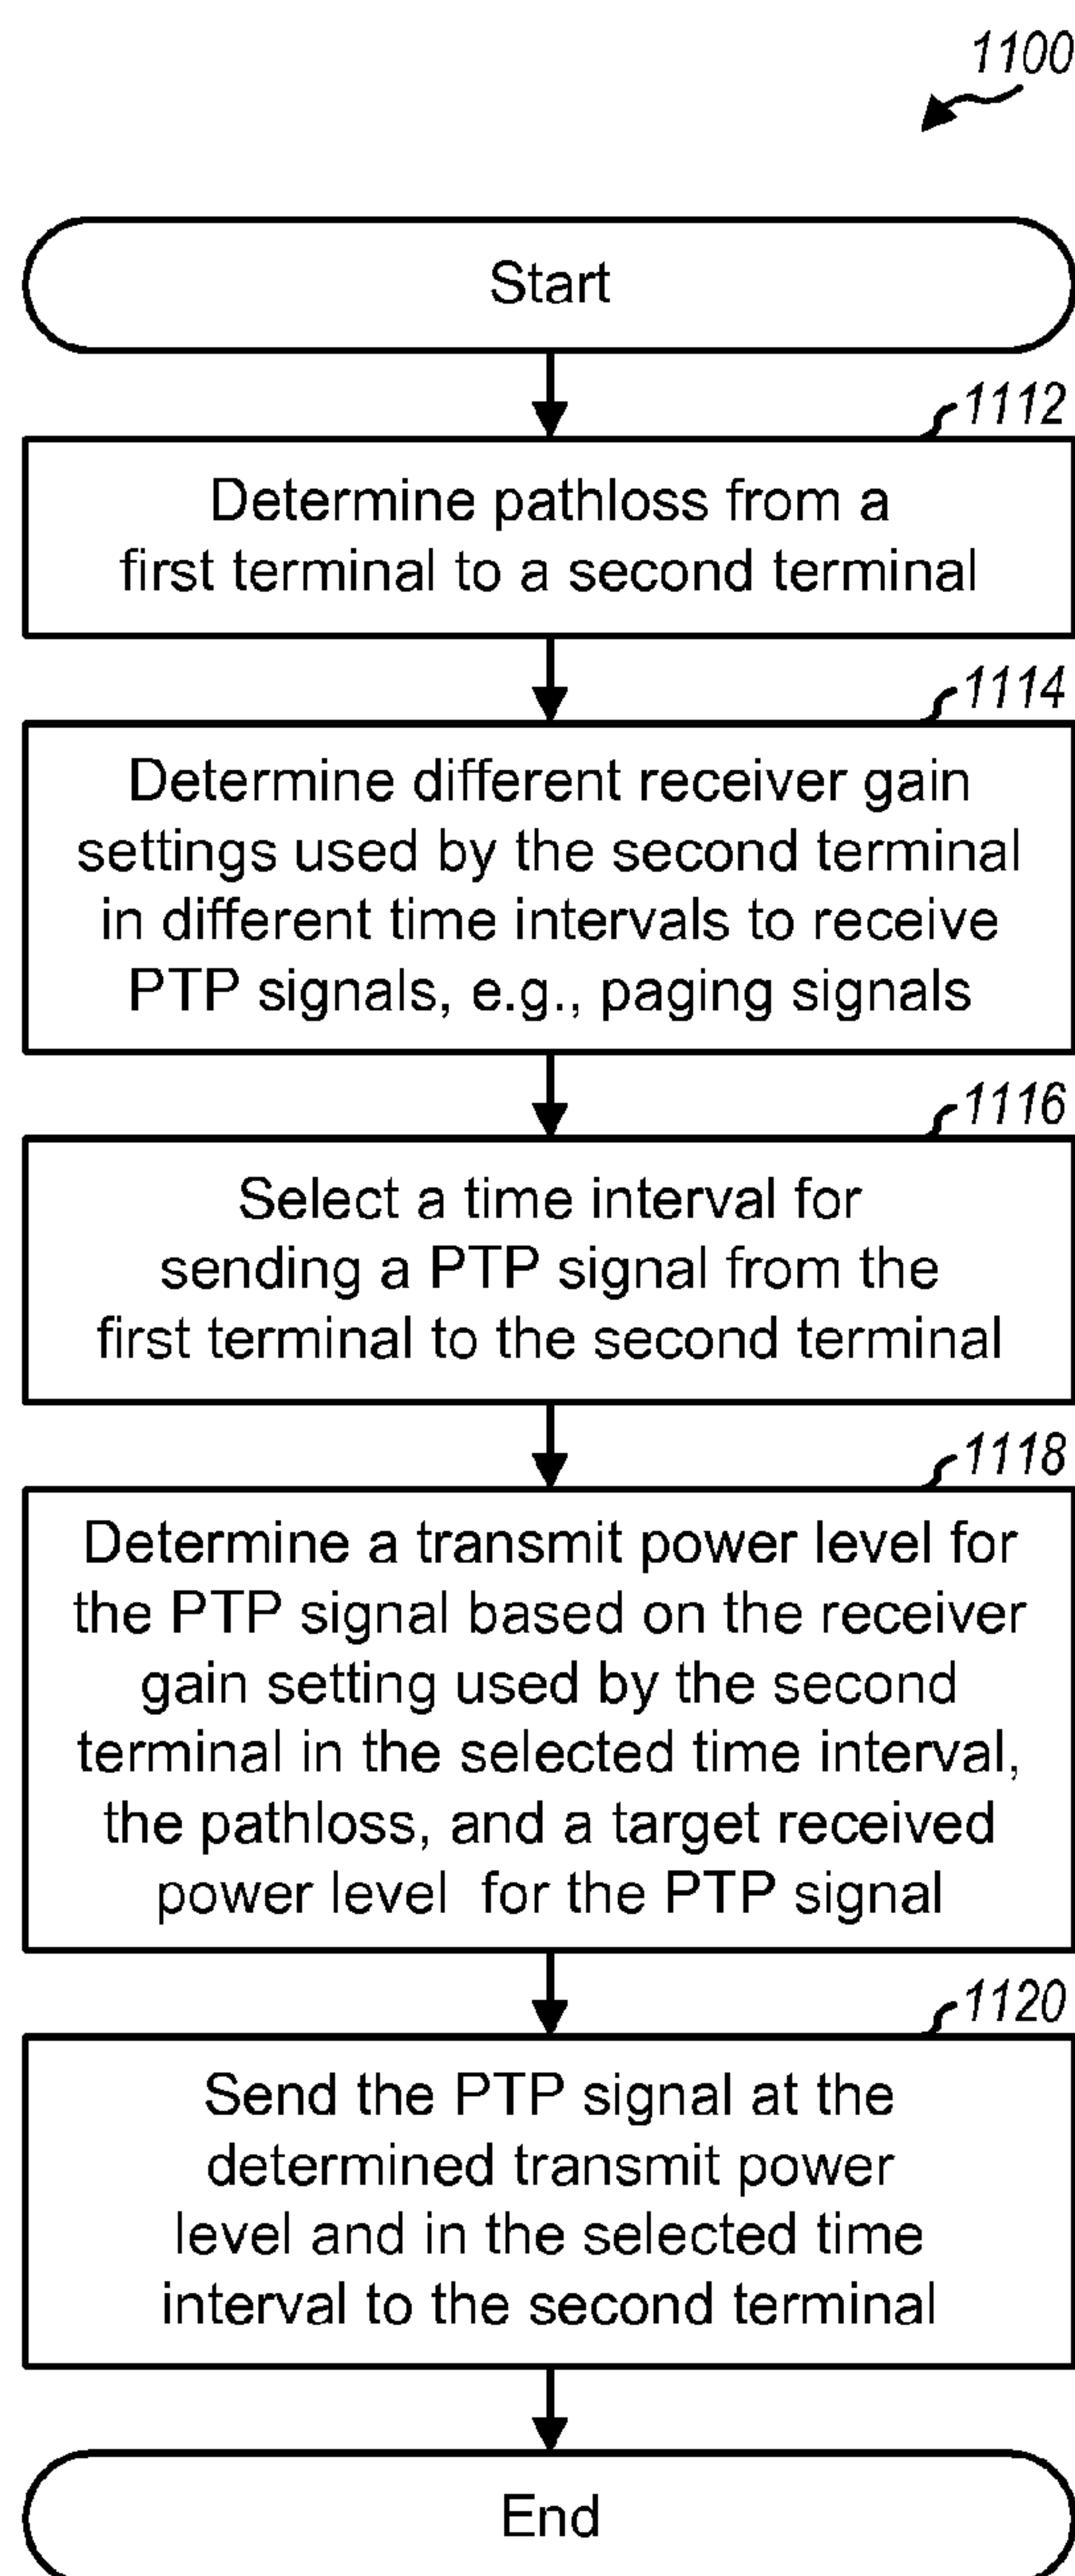 1100
Start
1112
Determine pathloss from a
first terminal to a second terminal
1114
Determine different receiver gain
settings used by the second terminal
in different time intervals to receive
PTP signals, e.g., paging signals
1116
Select a time interval for
sending a PTP signal from the
first terminal to the second terminal
1118
Determine a transmit power level for
the PTP signal based on the receiver
gain setting used by the second
terminal in the selected time interval,
the pathloss, and a target received
power level for the PTP signal
1120
Send the PTP signal at the
determined transmit power
level and in the selected time
interval to the second terminal
End